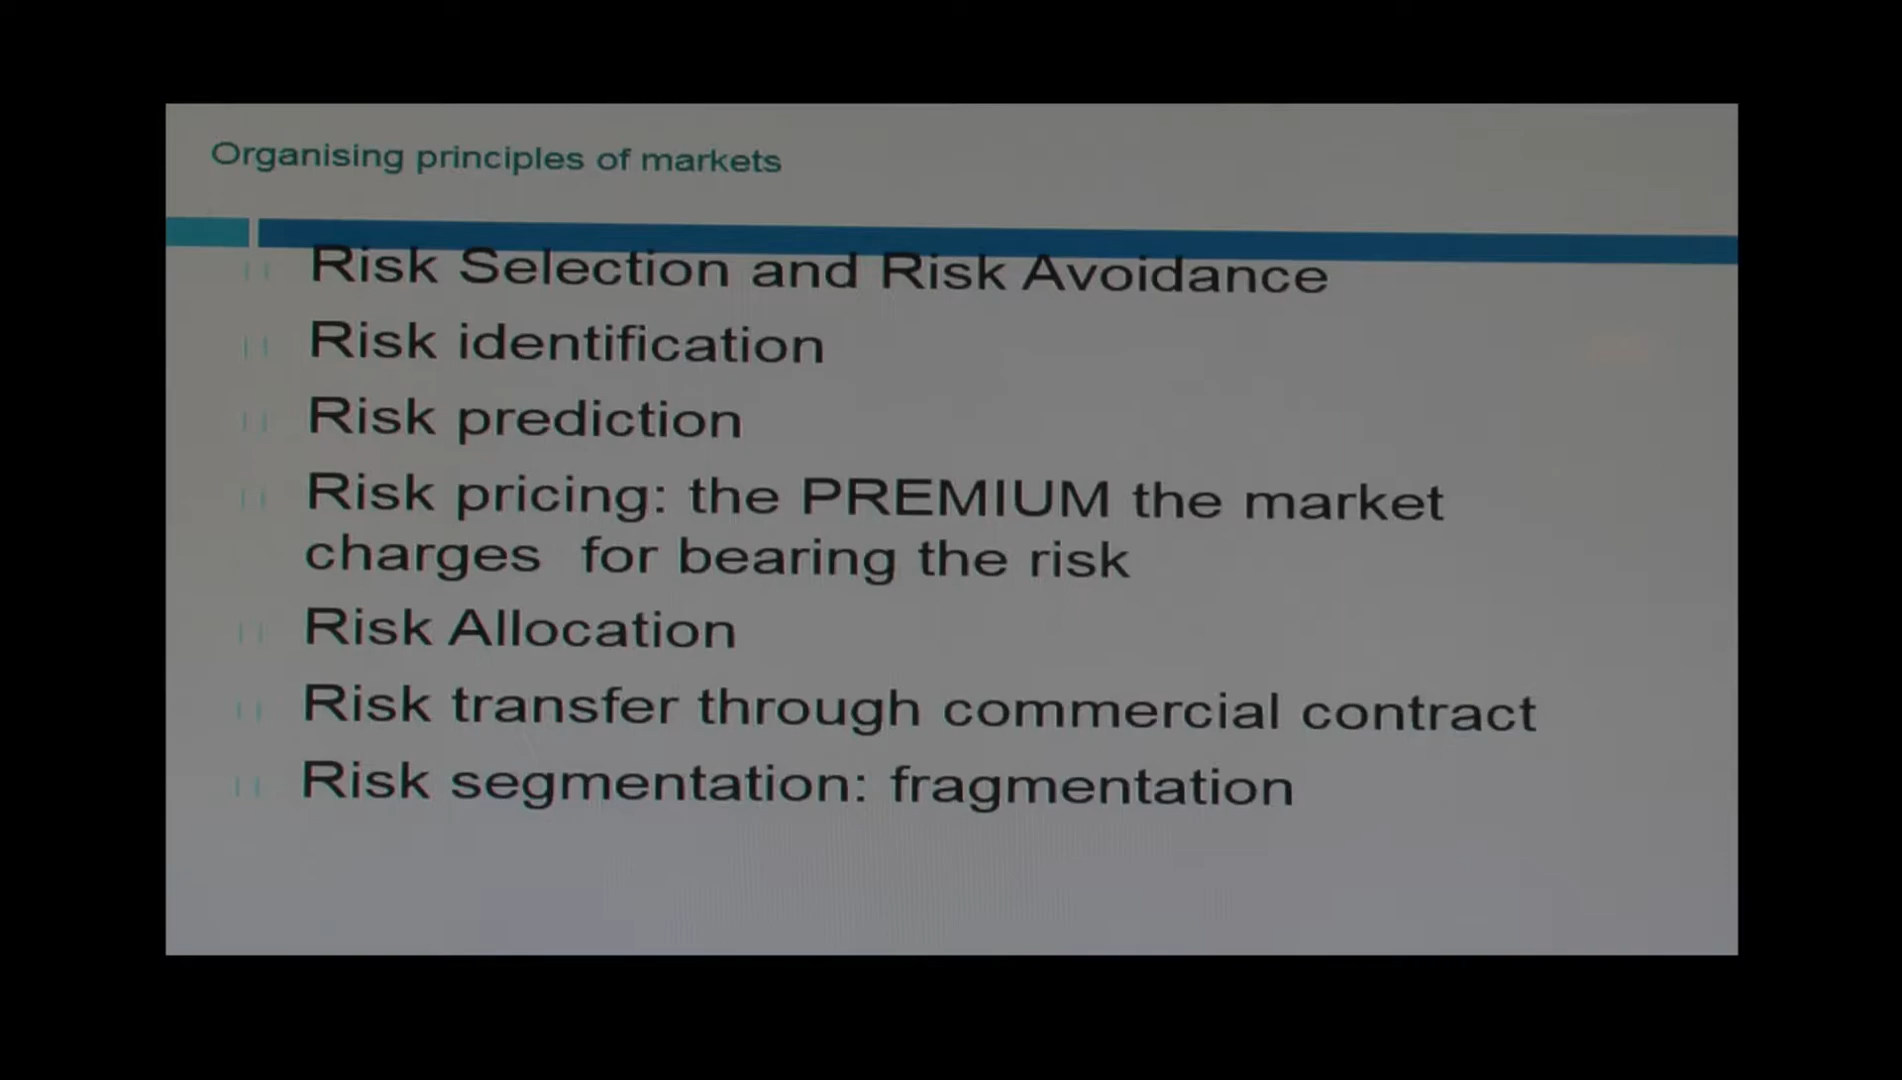 Organising principles of markets
Risk Selection and Risk Avoidance
Risk identification
Risk prediction
Risk pricing: the PREMIUM the market
charges for bearing the risk
Risk Allocation
Risk transfer through commercial contract
Risk segmentation: fragmentation